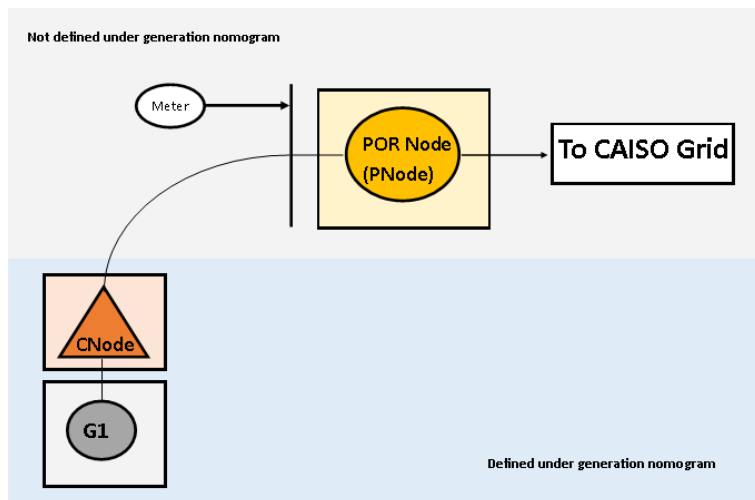 Not defined under generation nomogram
Meter
POR Node
(PNode)
To CAISO Grid
CNode
G1
Defined under generation nomogram